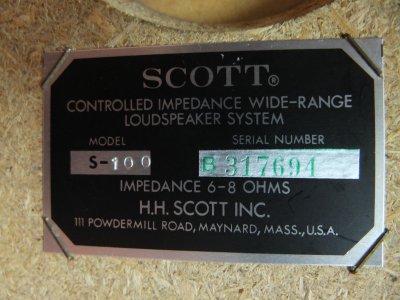 SCOTT®
CONTROLLED IMPEDANCE WIDE-RANGE
LOUDSPEAKER SYSTEM
MODEL SERIAL NUMBER
S-100 B 317694
IMPEDANCE 6-8 OHMS
H.H. SCOTT INC.
111 POWDERMILL ROAD, MAYNARD, MASS., U.S.A.